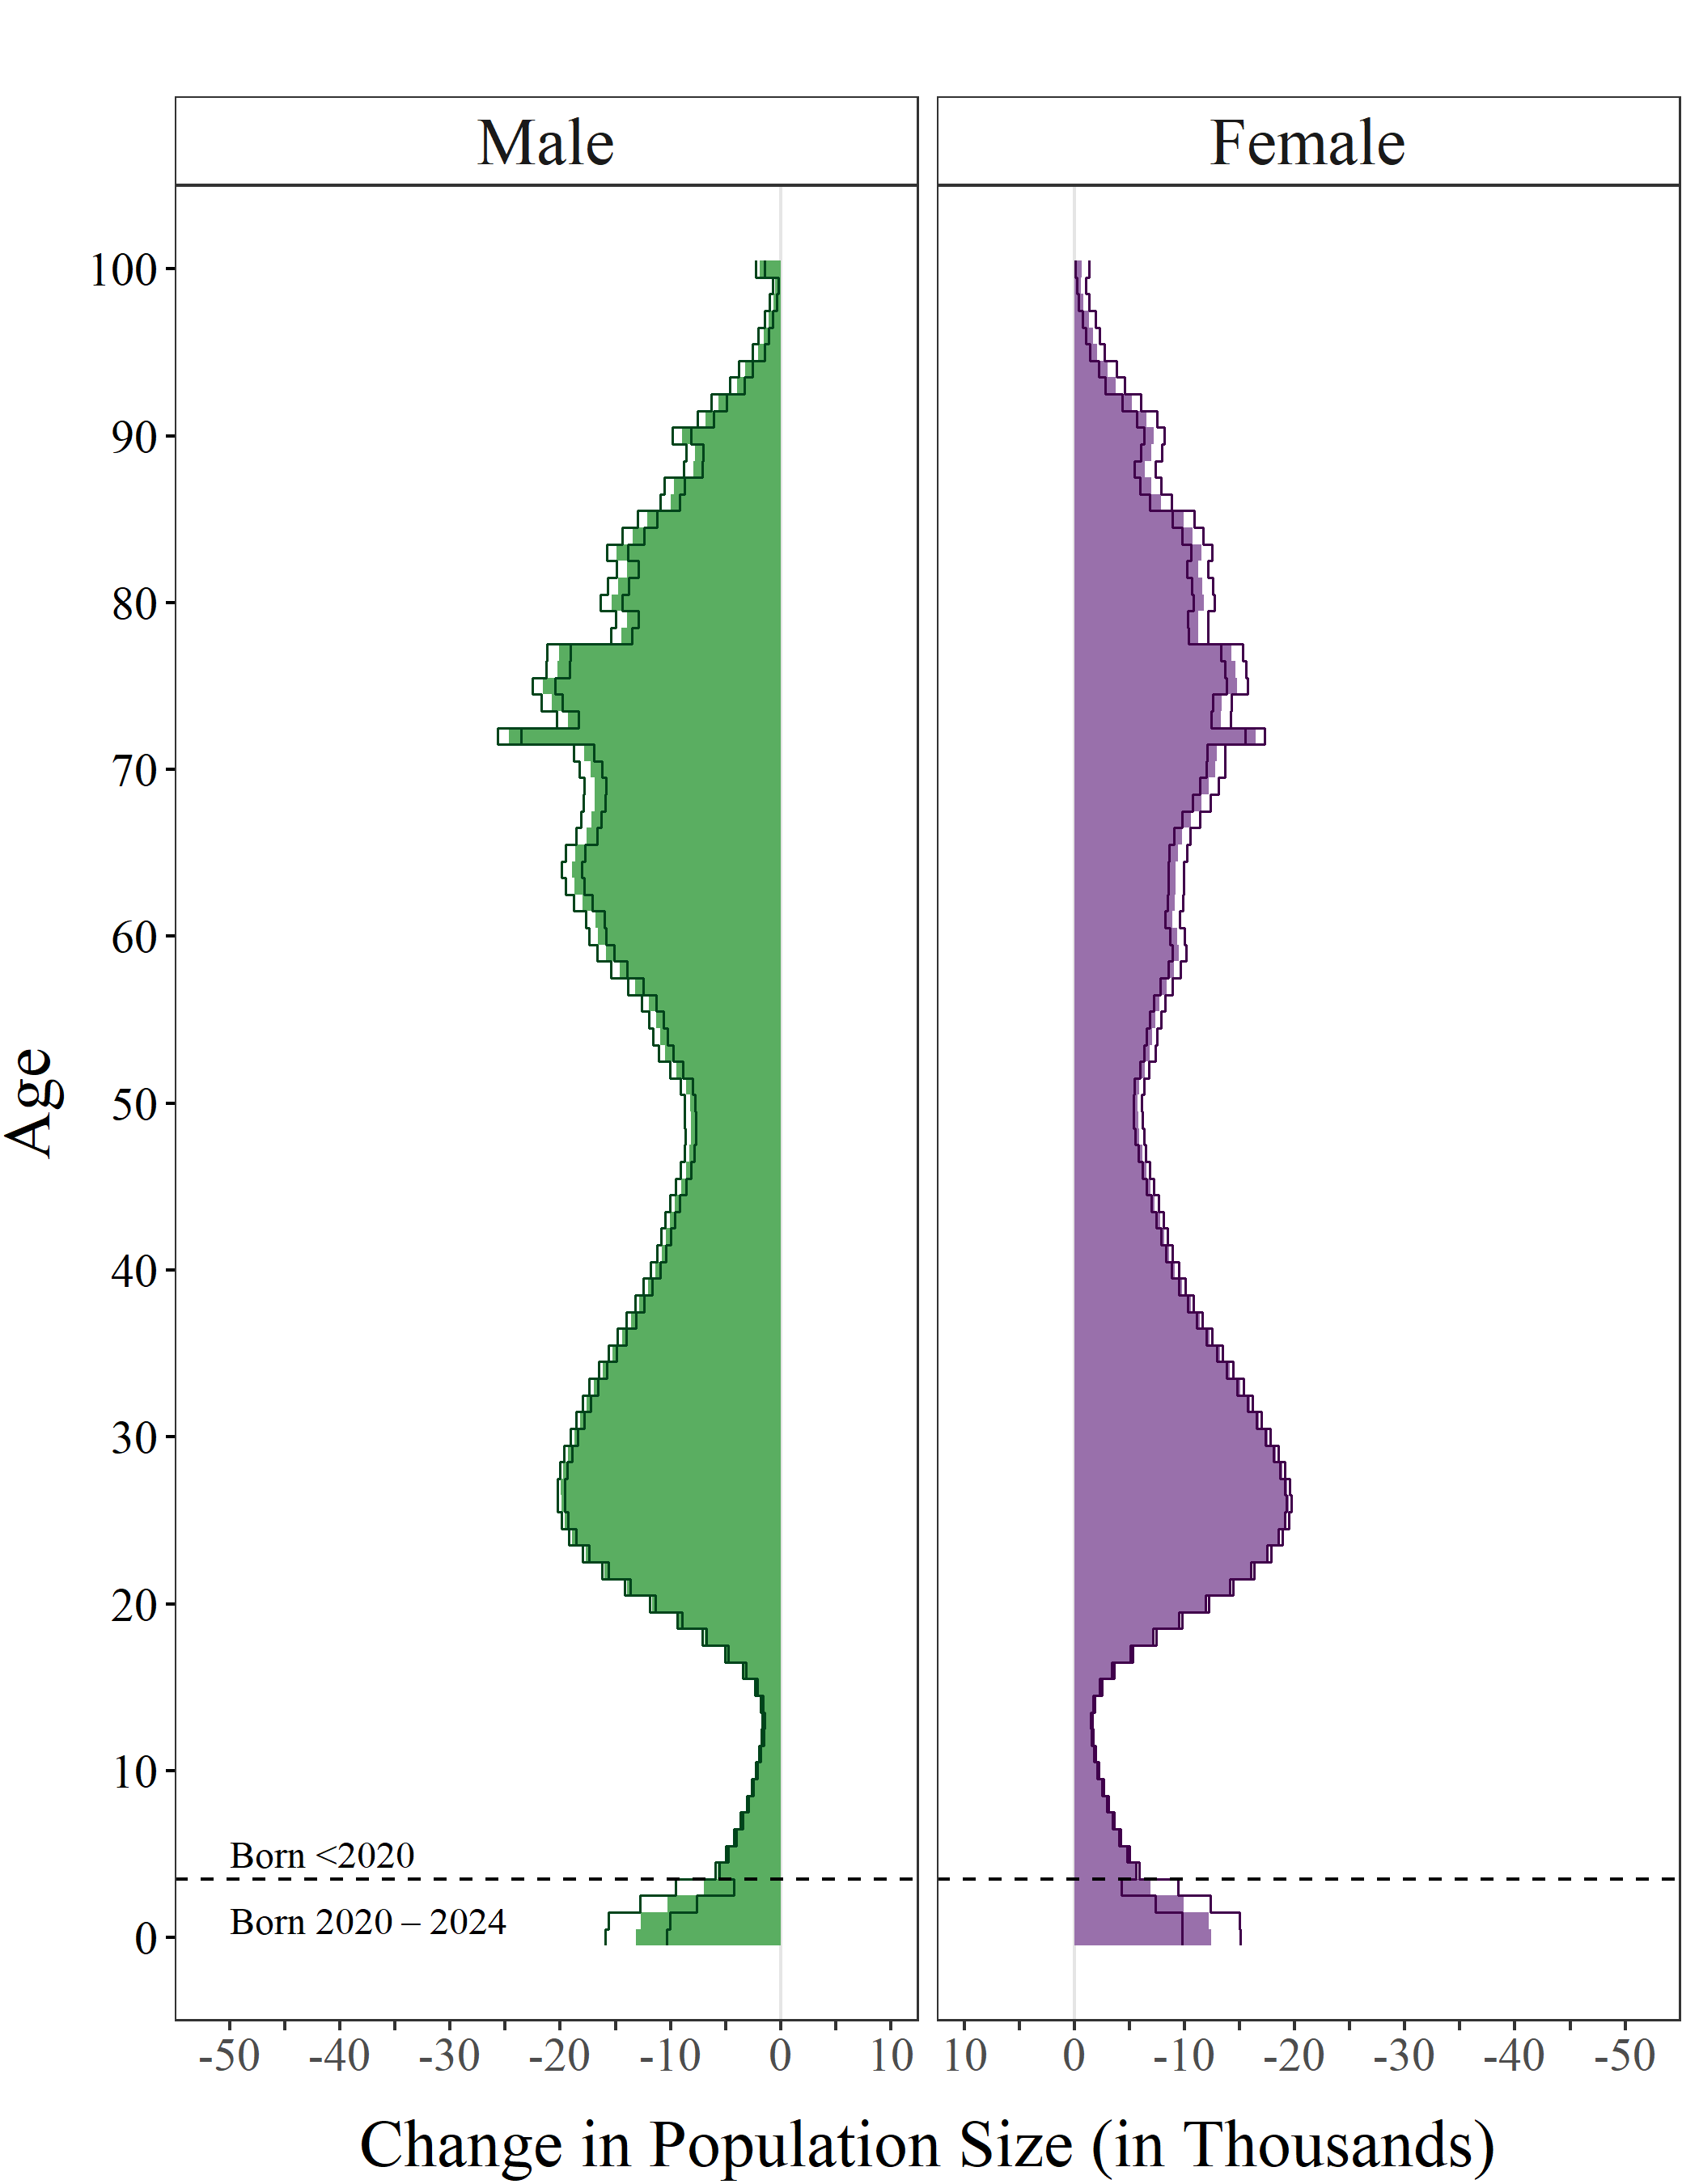 Male
Female
100
90
80
70
60
50
40
30
20
10
0
Age
Born <2020
Born 2020 – 2024
-50 -40 -30 -20 -10 0 10
10 0 -10 -20 -30 -40 -50
Change in Population Size (in Thousands)